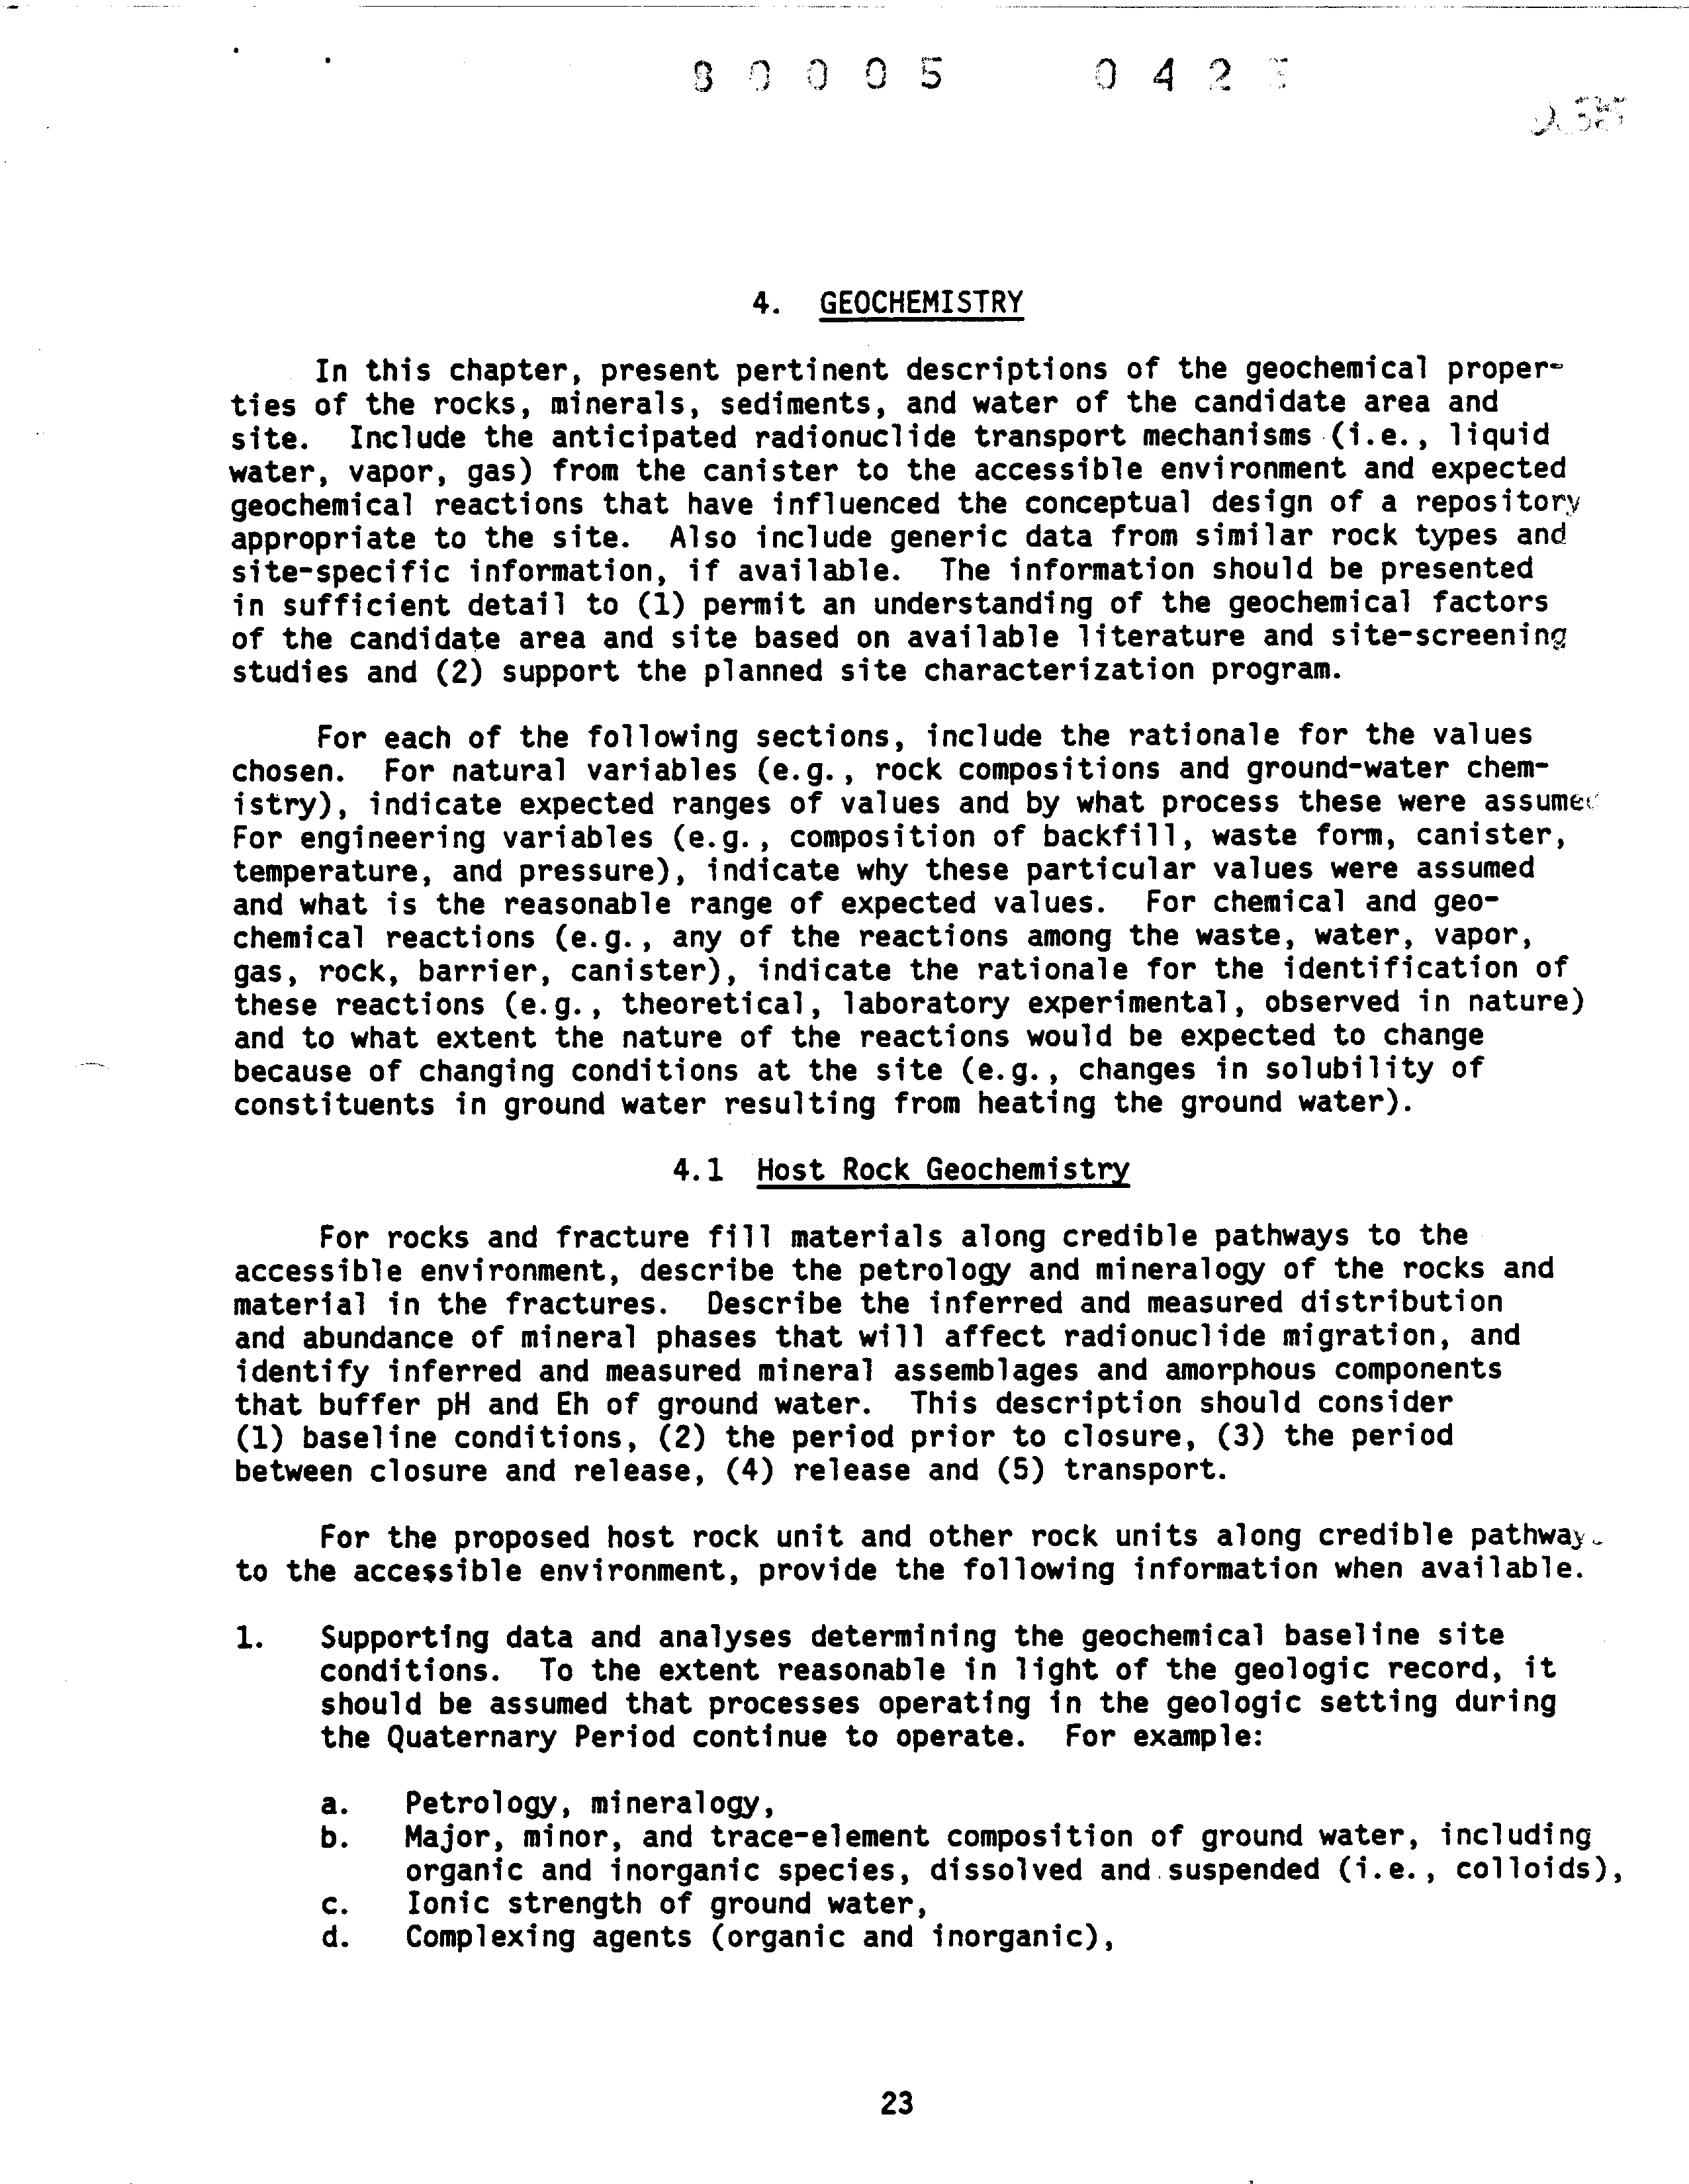 80005 042
4. GEOCHEMISTRY
In this chapter, present pertinent descriptions of the geochemical proper-
ties of the rocks, minerals, sediments, and water of the candidate area and
site. Include the anticipated radionuclide transport mechanisms (i.e., liquid
water, vapor, gas) from the canister to the accessible environment and expected
geochemical reactions that have influenced the conceptual design of a repository
appropriate to the site. Also include generic data from similar rock types and
site-specific information, if available. The information should be presented
in sufficient detail to (1) permit an understanding of the geochemical factors
of the candidate area and site based on available literature and site-screening
studies and (2) support the planned site characterization program.
For each of the following sections, include the rationale for the values
chosen. For natural variables (e.g., rock compositions and ground-water chem-
istry), indicate expected ranges of values and by what process these were assumed
For engineering variables (e.g., composition of backfill, waste form, canister,
temperature, and pressure), indicate why these particular values were assumed
and what is the reasonable range of expected values. For chemical and geo-
chemical reactions (e.g., any of the reactions among the waste, water, vapor,
gas, rock, barrier, canister), indicate the rationale for the identification of
these reactions (e.g., theoretical, laboratory experimental, observed in nature)
and to what extent the nature of the reactions would be expected to change
because of changing conditions at the site (e.g., changes in solubility of
constituents in ground water resulting from heating the ground water).
4.1 Host Rock Geochemistry
For rocks and fracture fill materials along credible pathways to the
accessible environment, describe the petrology and mineralogy of the rocks and
material in the fractures. Describe the inferred and measured distribution
and abundance of mineral phases that will affect radionuclide migration, and
identify inferred and measured mineral assemblages and amorphous components
that buffer pH and Eh of ground water. This description should consider
(1) baseline conditions, (2) the period prior to closure, (3) the period
between closure and release, (4) release and (5) transport.
For the proposed host rock unit and other rock units along credible pathway
to the accessible environment, provide the following information when available.
1. Supporting data and analyses determining the geochemical baseline site
conditions. To the extent reasonable in light of the geologic record, it
should be assumed that processes operating in the geologic setting during
the Quaternary Period continue to operate. For example:
a. Petrology, mineralogy,
b. Major, minor, and trace-element composition of ground water, including
organic and inorganic species, dissolved and suspended (i.e., colloids),
c. Ionic strength of ground water,
d. Complexing agents (organic and inorganic),
23